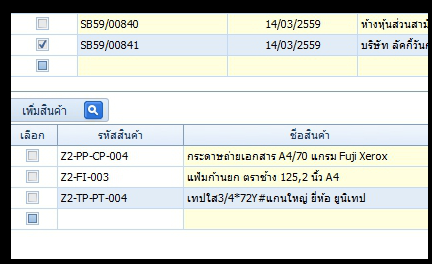 SB59/00840 14/03/2559 ห้างหุ้นส่วนสามั
SB59/00841 14/03/2559 บริษัท ลัคกี้วันก
เพิ่มสินค้า
เลือก รหัสสินค้า ชื่อสินค้า
Z2-PP-CP-004 กระดาษถ่ายเอกสาร A4/70 แกรม Fuji Xerox
Z2-FI-003 แฟ้มก้านยก ตราช้าง 125,2 นิ้ว A4
Z2-TP-PT-004 เทปใส3/4*72Y#แกนใหญ่ ยี่ห้อ ยูนิเทป